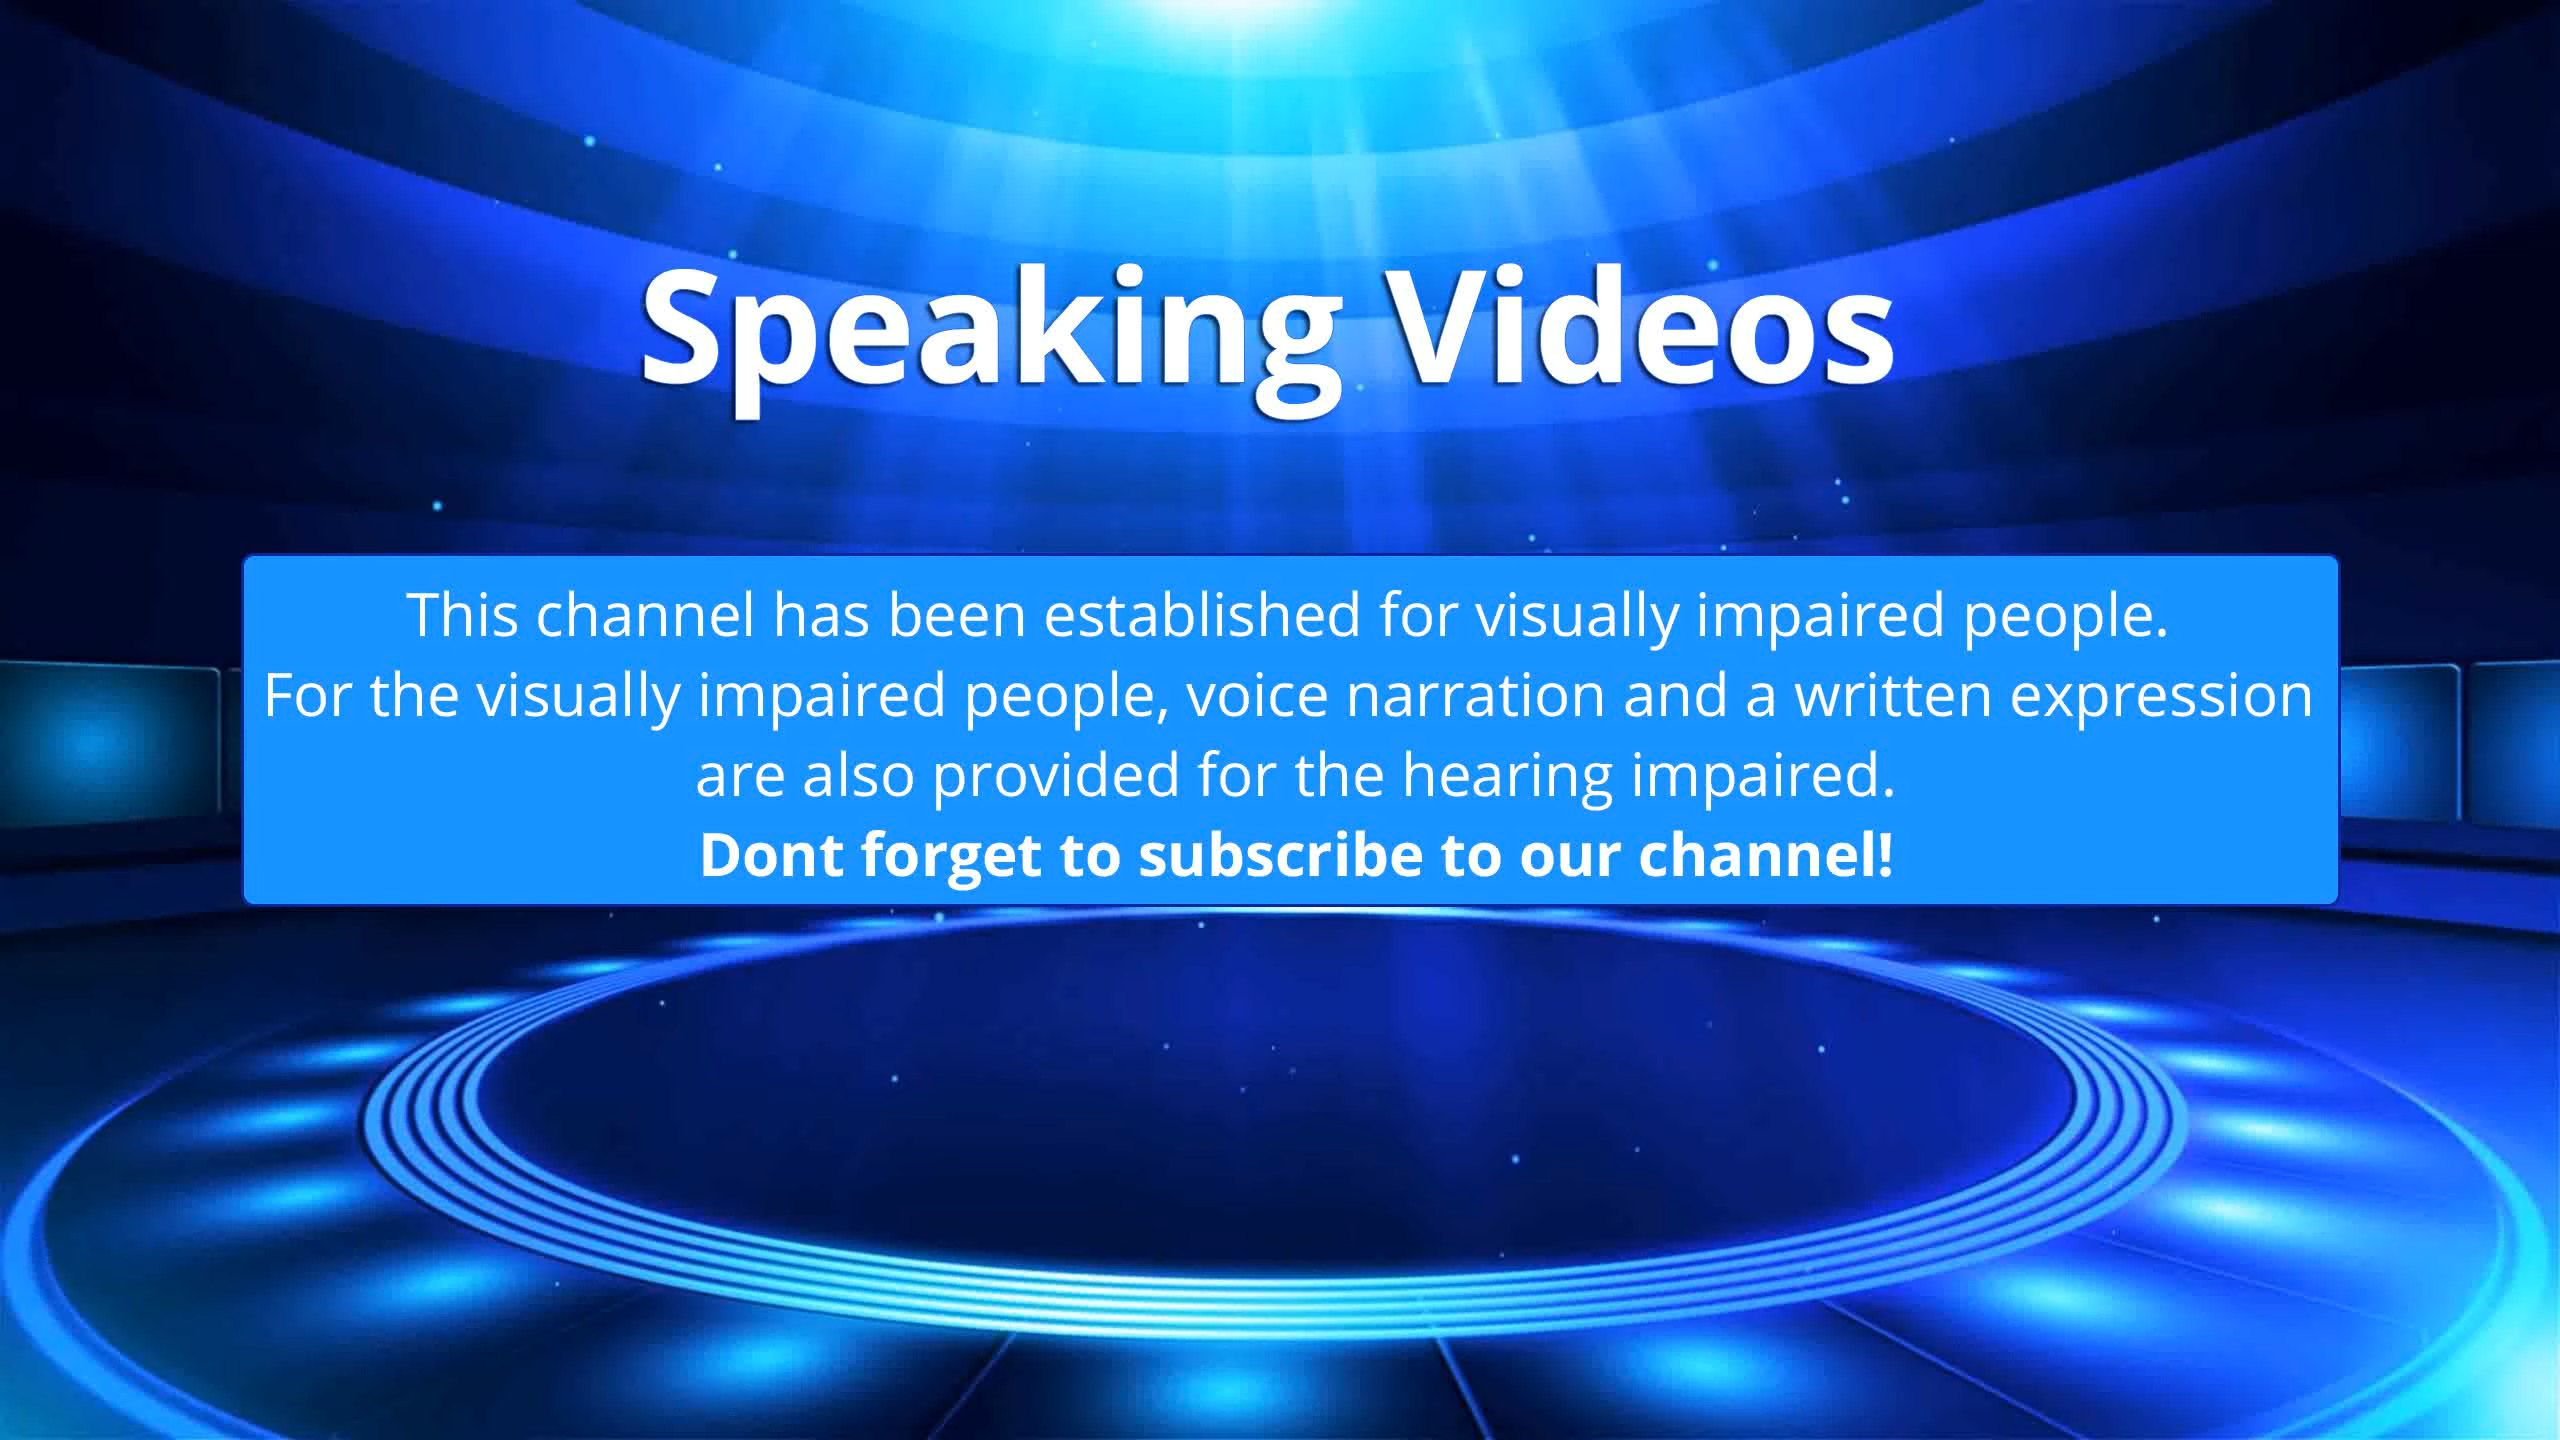 Speaking Videos
This channel has been established for visually impaired people.
For the visually impaired people, voice narration and a written expression
are also provided for the hearing impaired.
Dont forget to subscribe to our channel!